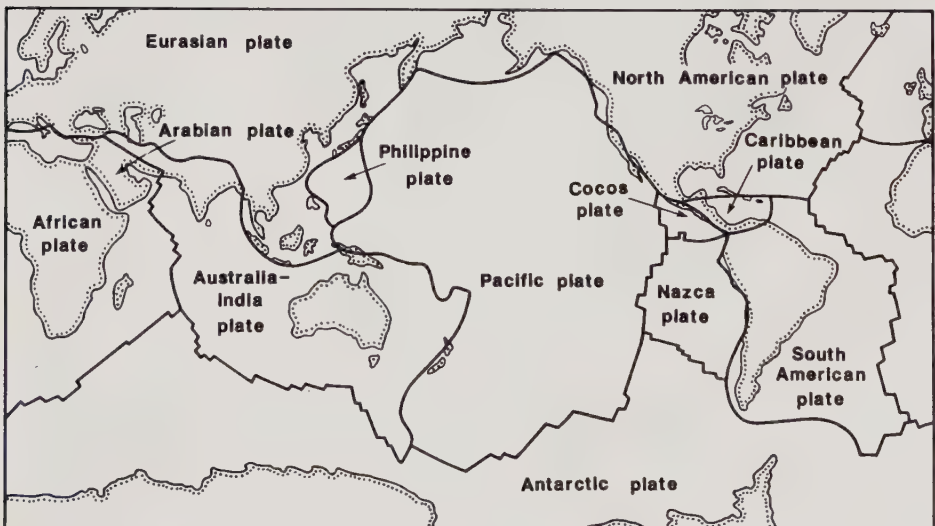 Eurasian plate
North American plate
Arabian plate
Philippine
plate
Caribbean
plate
Cocos
plate
African
plate
Australia-
india
plate
Pacific plate
Nazca
plate
South
American
plate
Antarctic plate